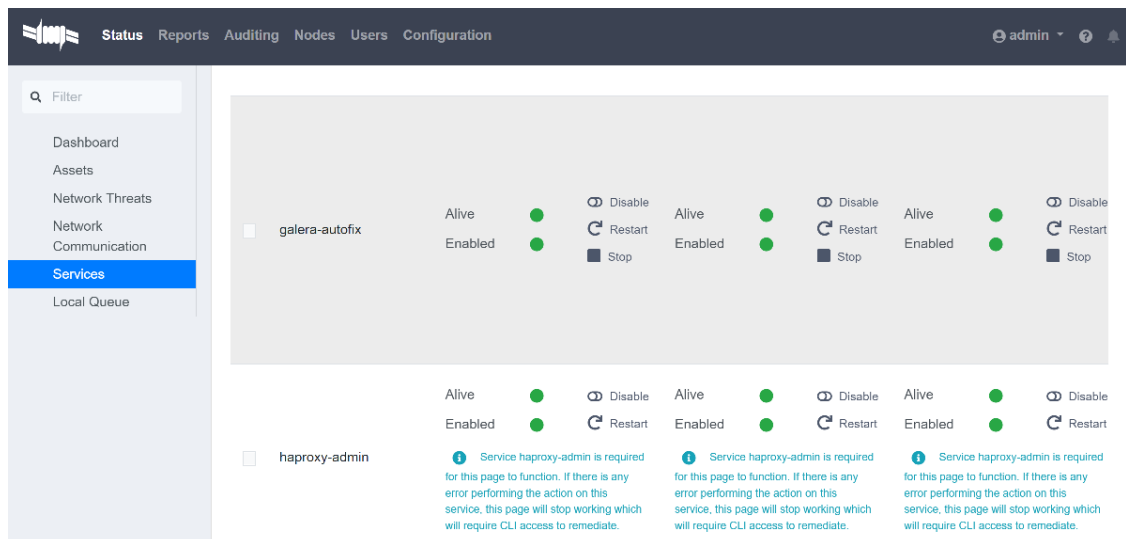 Status Reports Auditing Nodes Users Configuration admin
Filter
Dashboard
Assets
Network Threats
Network
Communication
Services
Local Queue
galera-autofix
Alive
Enabled
Disable
Restart
Stop
Alive
Enabled
Disable
Restart
Stop
Alive
Enabled
Disable
Restart
Stop
haproxy-admin
Alive
Enabled
Disable
Restart
Service haproxy-admin is required
for this page to function. If there is any
error performing the action on this
service, this page will stop working which
will require CLI access to remediate.
Alive
Enabled
Disable
Restart
Service haproxy-admin is required
for this page to function. If there is any
error performing the action on this
service, this page will stop working which
will require CLI access to remediate.
Alive
Enabled
Disable
Restart
Service haproxy-admin is required
for this page to function. If there is any
error performing the action on this
service, this page will stop working which
will require CLI access to remediate.